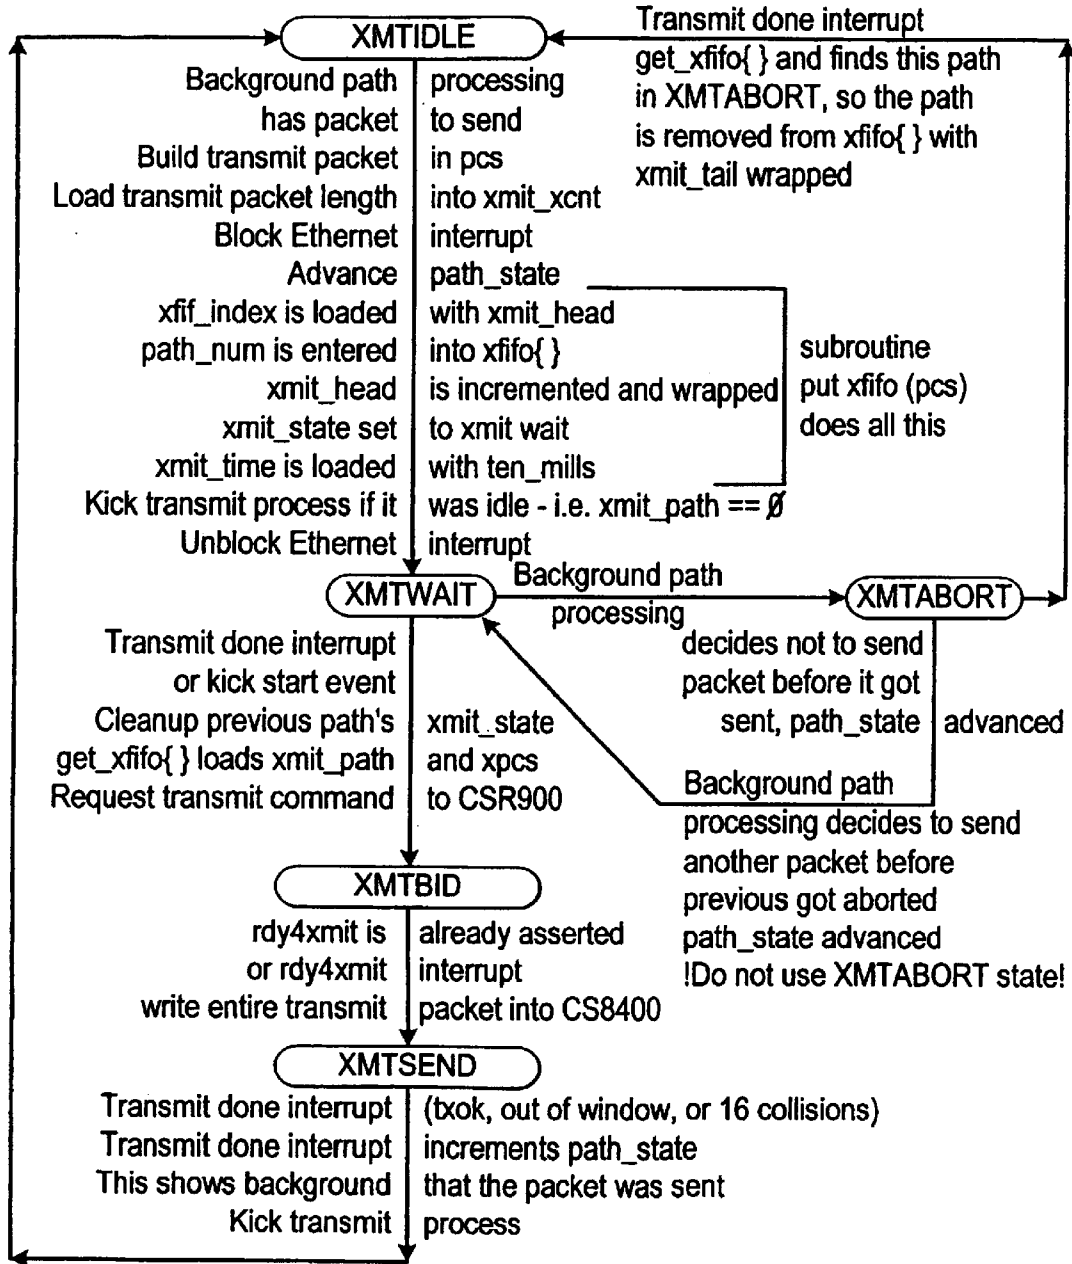 XMTIDLE
Background path processing
has packet to send
Build transmit packet in pcs
Load transmit packet length into xmit_xcnt
Block Ethernet interrupt
Advance path_state
xfif_index is loaded with xmit_head
path_num is entered into xfifo{ }
xmit_head is incremented and wrapped
xmit_state set to xmit wait
xmit_time is loaded with ten_mills
Kick transmit process if it was idle - i.e. xmit_path == Ø
Unblock Ethernet interrupt
Transmit done interrupt
get_xfifo{ } and finds this path
in XMTABORT, so the path
is removed from xfifo{ } with
xmit_tail wrapped
subroutine
put xfifo (pcs)
does all this
XMTWAIT
Background path
processing
XMTABORT
decides not to send
packet before it got
sent, path_state advanced
Transmit done interrupt
or kick start event
Cleanup previous path's xmit_state
get_xfifo{ } loads xmit_path and xpcs
Request transmit command to CSR900
Background path
processing decides to send
another packet before
previous got aborted
path_state advanced
!Do not use XMTABORT state!
XMTBID
rdy4xmit is already asserted
or rdy4xmit interrupt
write entire transmit packet into CS8400
XMTSEND
Transmit done interrupt (txok, out of window, or 16 collisions)
Transmit done interrupt increments path_state
This shows background that the packet was sent
Kick transmit process